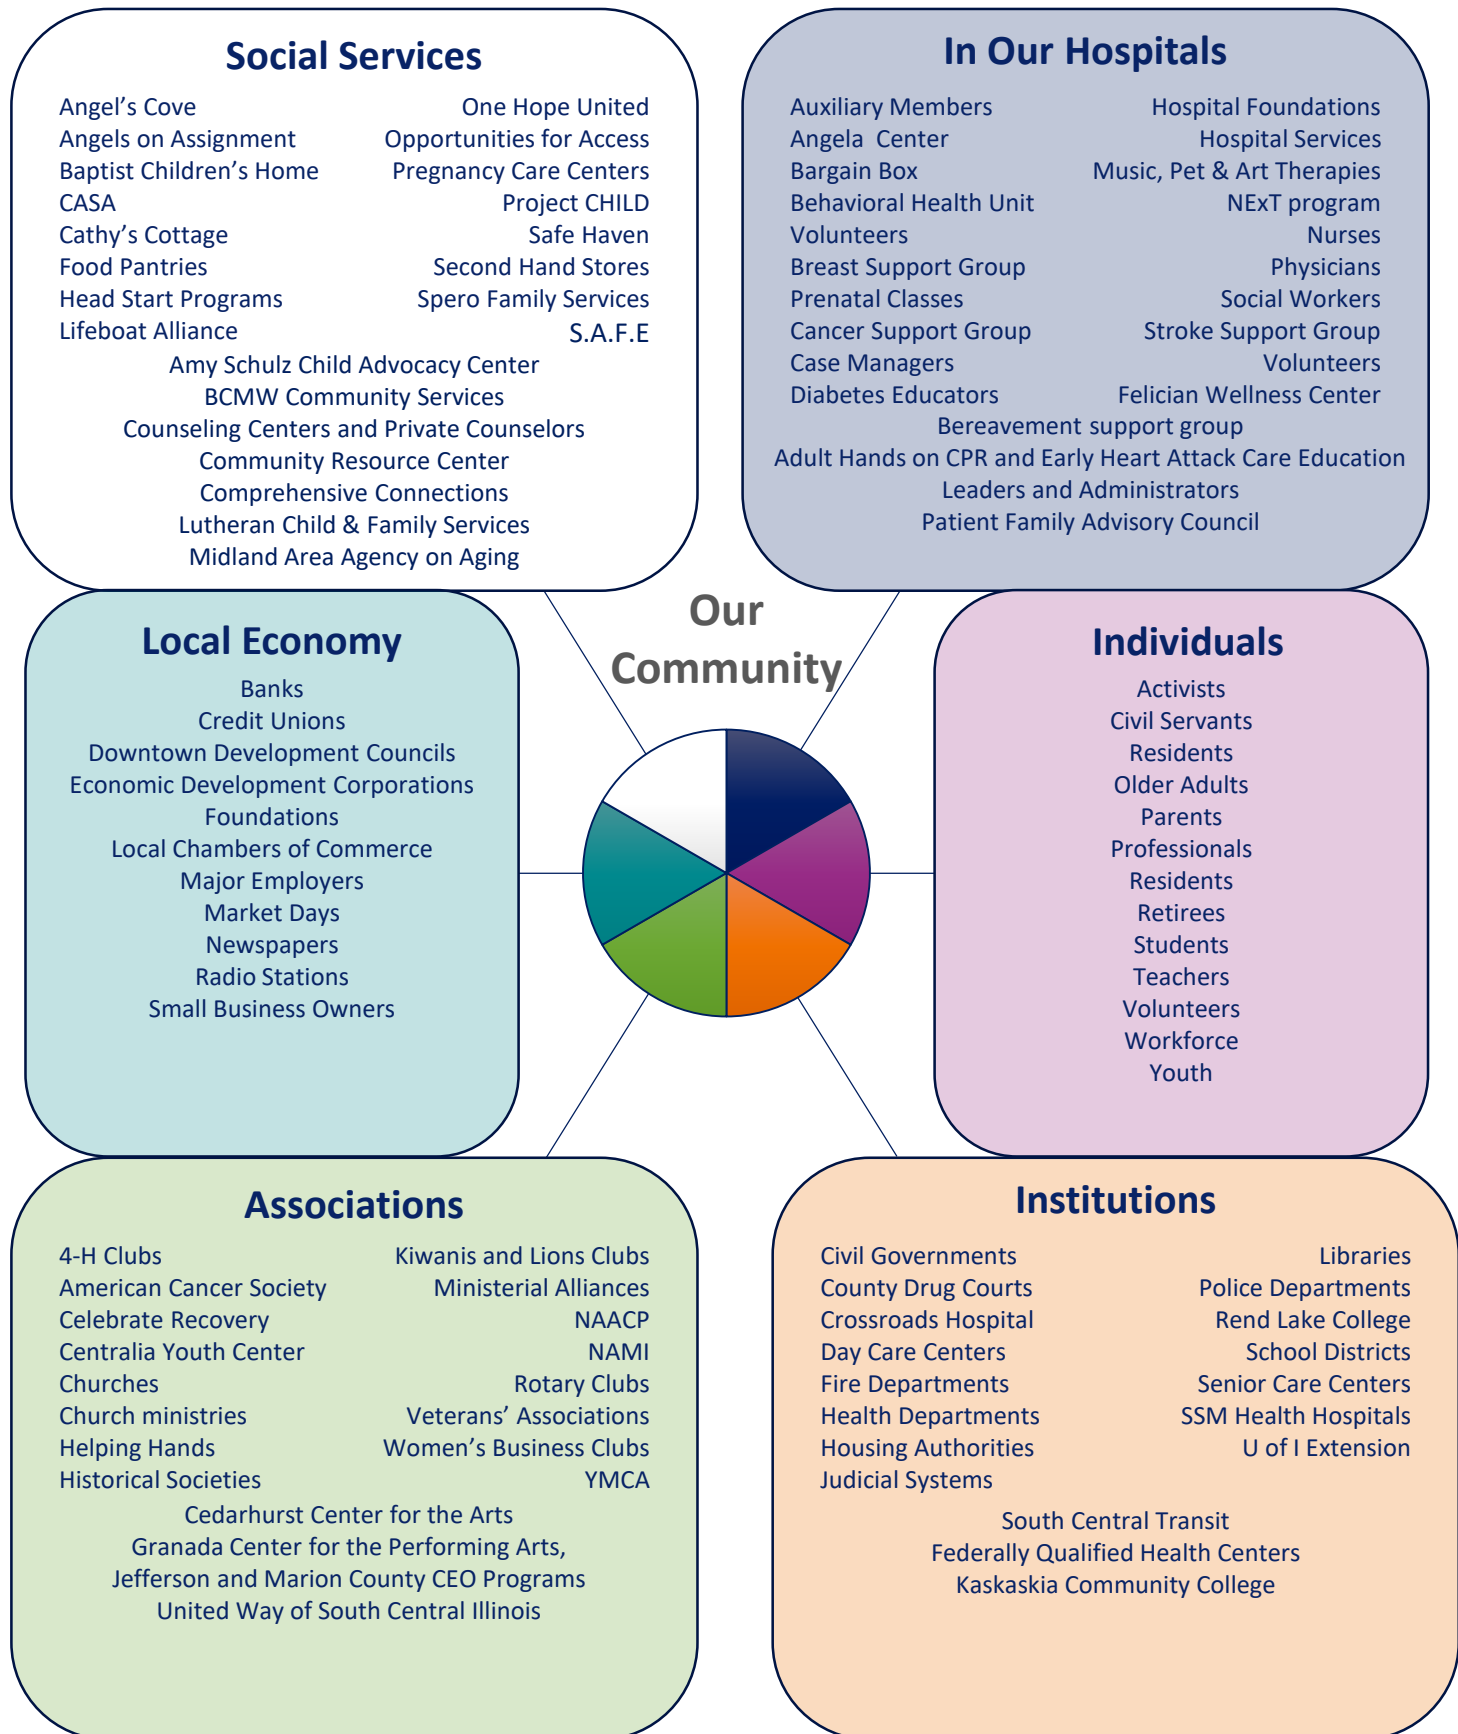 Social Services
Angel’s Cove
Angels on Assignment
Baptist Children’s Home
CASA
Cathy’s Cottage
Food Pantries
Head Start Programs
Lifeboat Alliance
One Hope United
Opportunities for Access
Pregnancy Care Centers
Project CHILD
Safe Haven
Second Hand Stores
Spero Family Services
S.A.F.E
Amy Schulz Child Advocacy Center
BCMW Community Services
Counseling Centers and Private Counselors
Community Resource Center
Comprehensive Connections
Lutheran Child & Family Services
Midland Area Agency on Aging
In Our Hospitals
Auxiliary Members
Angela  Center
Bargain Box
Behavioral Health Unit
Volunteers
Breast Support Group
Prenatal Classes
Cancer Support Group
Case Managers
Diabetes Educators
Hospital Foundations
Hospital Services
Music, Pet & Art Therapies
NExT program
Nurses
Physicians
Social Workers
Stroke Support Group
Volunteers
Felician Wellness Center
Bereavement support group
Adult Hands on CPR and Early Heart Attack Care Education
Leaders and Administrators
Patient Family Advisory Council
Our
Community
Local Economy
Banks
Credit Unions
Downtown Development Councils
Economic Development Corporations
Foundations
Local Chambers of Commerce
Major Employers
Market Days
Newspapers
Radio Stations
Small Business Owners
Individuals
Activists
Civil Servants
Residents
Older Adults
Parents
Professionals
Residents
Retirees
Students
Teachers
Volunteers
Workforce
Youth
Associations
4-H Clubs
American Cancer Society
Celebrate Recovery
Centralia Youth Center
Churches
Church ministries
Helping Hands
Historical Societies
Kiwanis and Lions Clubs
Ministerial Alliances
NAACP
NAMI
Rotary Clubs
Veterans’ Associations
Women’s Business Clubs
YMCA
Cedarhurst Center for the Arts
Granada Center for the Performing Arts,
Jefferson and Marion County CEO Programs
United Way of South Central Illinois
Institutions
Civil Governments
County Drug Courts
Crossroads Hospital
Day Care Centers
Fire Departments
Health Departments
Housing Authorities
Judicial Systems
Libraries
Police Departments
Rend Lake College
School Districts
Senior Care Centers
SSM Health Hospitals
U of I Extension
South Central Transit
Federally Qualified Health Centers
Kaskaskia Community College